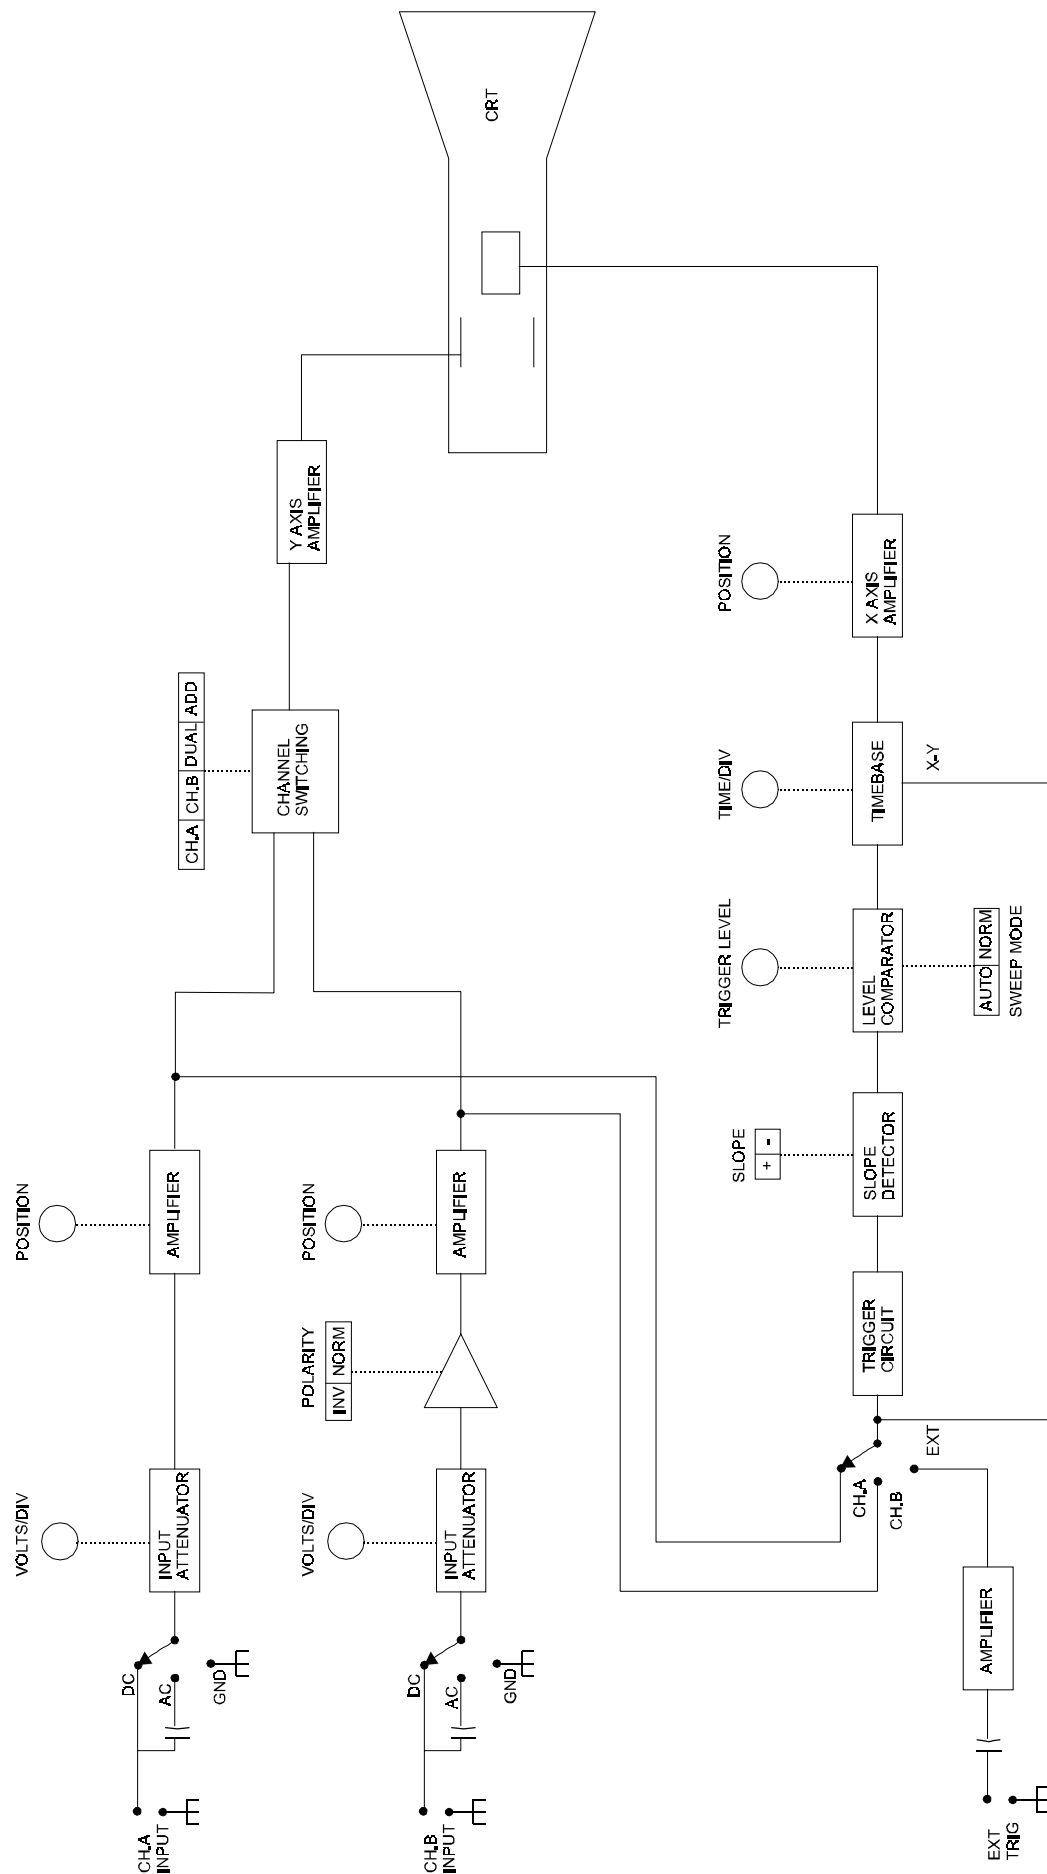 CH.A
INPUT
DC
AC
GND
VOLTS/DIV
INPUT
ATTENUATOR
POSITION
AMPLIFIER
CH.A CH.B DUAL ADD
CHANNEL
SWITCHING
Y AXIS
AMPLIFIER
CRT
CH.B
INPUT
DC
AC
GND
VOLTS/DIV
INPUT
ATTENUATOR
POLARITY
INV NORM
POSITION
AMPLIFIER
EXT
TRIG
AMPLIFIER
CH.A
CH.B
EXT
TRIGGER
CIRCUIT
SLOPE
+ -
SLOPE
DETECTOR
TRIGGER LEVEL
LEVEL
COMPARATOR
AUTO NORM
SWEEP MODE
TIME/DIV
TIMEBASE
X-Y
POSITION
X AXIS
AMPLIFIER